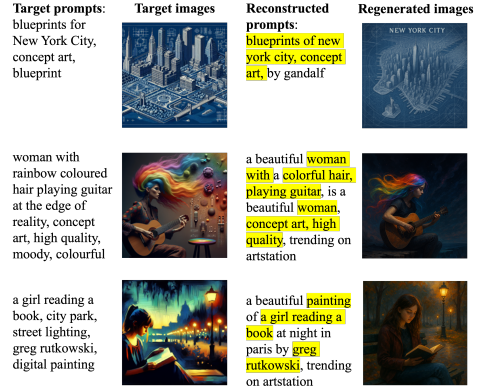 Target prompts:
blueprints for
New York City,
concept art,
blueprint
Target images
Reconstructed
prompts:
blueprints of new
york city, concept
art, by gandalf
Regenerated images
NEW YORK CITY
woman with
rainbow coloured
hair playing guitar
at the edge of
reality, concept
art, high quality,
moody, colourful
a beautiful woman
with a colorful hair,
playing guitar, is a
beautiful woman,
concept art, high
quality, trending on
artstation
a girl reading a
book, city park,
street lighting,
greg rutkowski,
digital painting
a beautiful painting
of a girl reading a
book at night in
paris by greg
rutkowski, trending
on artstation